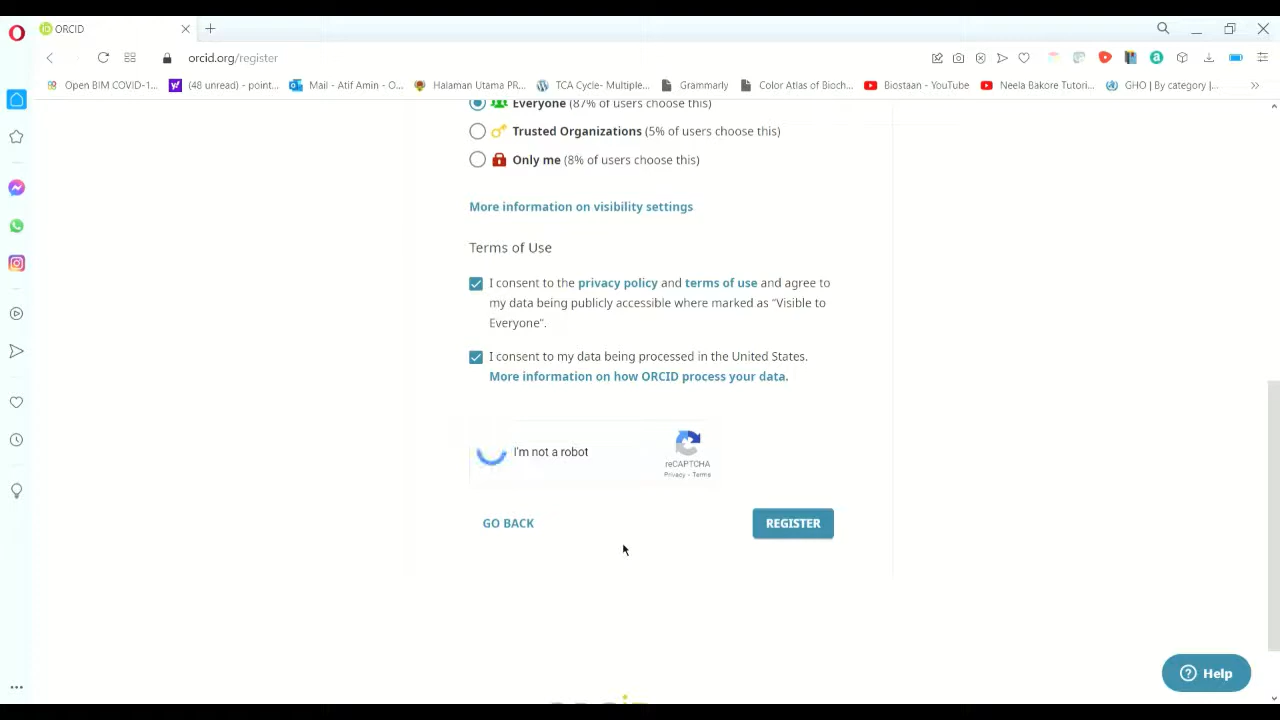 ORCID
orcid.org/register
Open BIM COVID-1...
(48 unread) - point...
Mail - Atif Amin - O...
Halaman Utama PR...
TCA Cycle- Multiple...
Grammarly
Color Atlas of Bioch...
Biostaan - YouTube
Neela Bakore Tutori...
GHO | By category |...
Everyone (87% of users choose this)
Trusted Organizations (5% of users choose this)
Only me (8% of users choose this)
More information on visibility settings
Terms of Use
I consent to the privacy policy and terms of use and agree to
my data being publicly accessible where marked as “Visible to
Everyone”.
I consent to my data being processed in the United States.
More information on how ORCID process your data.
I'm not a robot
reCAPTCHA
Privacy - Terms
GO BACK
REGISTER
Help